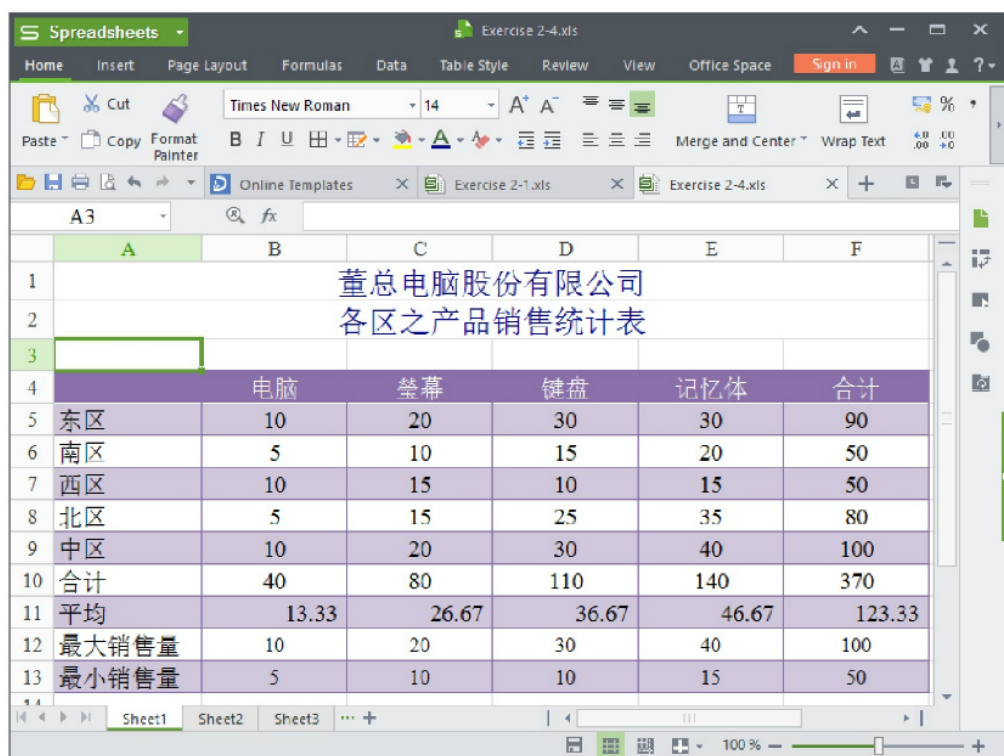 Spreadsheets
Exercise 2-4.xls
Home Insert Page Layout Formulas Data Table Style Review View Office Space Sign in
Cut Times New Roman 14 A+ A-
Paste Copy Format Painter B I U Merge and Center Wrap Text
Online Templates Exercise 2-1.xls Exercise 2-4.xls
A3 fx
A B C D E F
1 董总电脑股份有限公司
2 各区之产品销售统计表
3
4 电脑 螢幕 键盘 记忆体 合计
5 东区 10 20 30 30 90
6 南区 5 10 15 20 50
7 西区 10 15 10 15 50
8 北区 5 15 25 35 80
9 中区 10 20 30 40 100
10 合计 40 80 110 140 370
11 平均 13.33 26.67 36.67 46.67 123.33
12 最大销售量 10 20 30 40 100
13 最小销售量 5 10 10 15 50
14
Sheet1 Sheet2 Sheet3 ... +
100 %